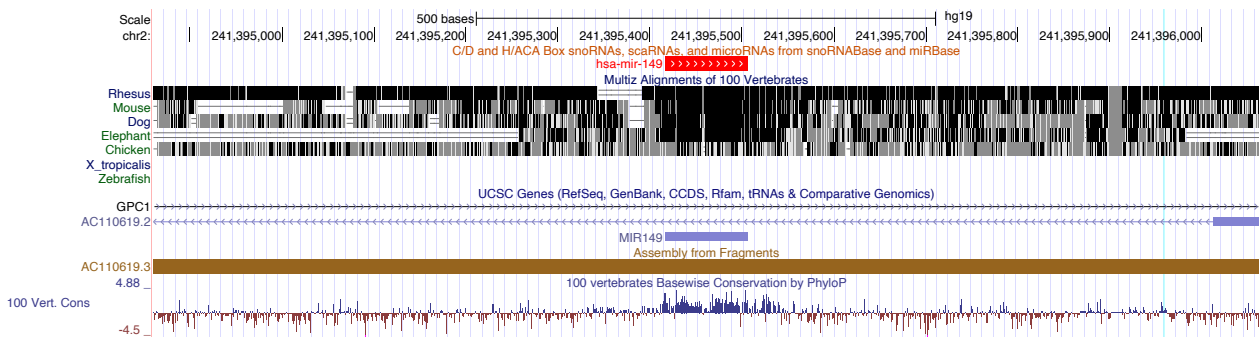 Scale 500 bases hg19
chr2: 241,395,000 241,395,100 241,395,200 241,395,300 241,395,400 241,395,500 241,395,600 241,395,700 241,395,800 241,395,900 241,396,000
C/D and H/ACA Box snoRNAs, scaRNAs, and microRNAs from snoRNABase and miRBase
hsa-mir-149
Multiz Alignments of 100 Vertebrates
Rhesus
Mouse
Dog
Elephant
Chicken
X_tropicalis
Zebrafish
UCSC Genes (RefSeq, GenBank, CCDS, Rfam, tRNAs & Comparative Genomics)
GPC1
AC110619.2
MIR149
Assembly from Fragments
AC110619.3
4.88 _ 100 vertebrates Basewise Conservation by PhyloP
100 Vert. Cons
-4.5 _